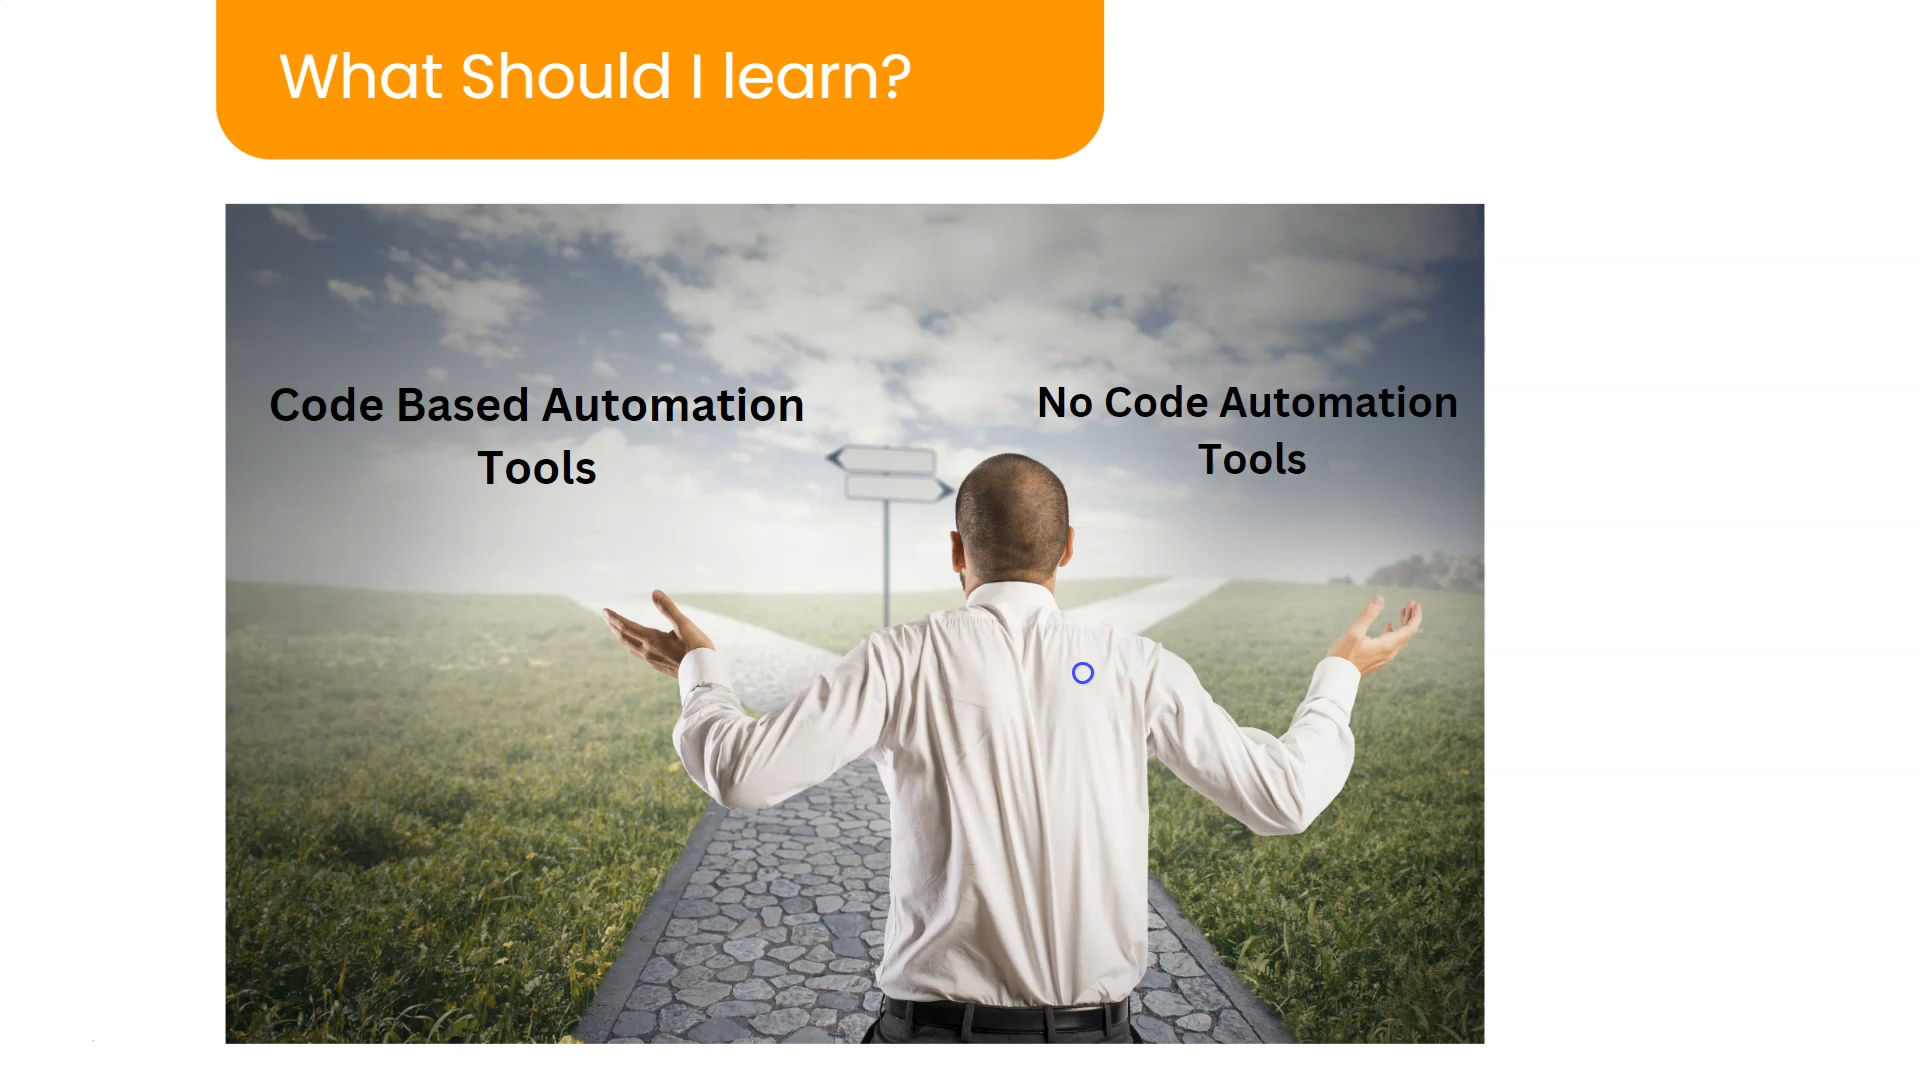 What Should I learn?
Code Based Automation
Tools
No Code Automation
Tools